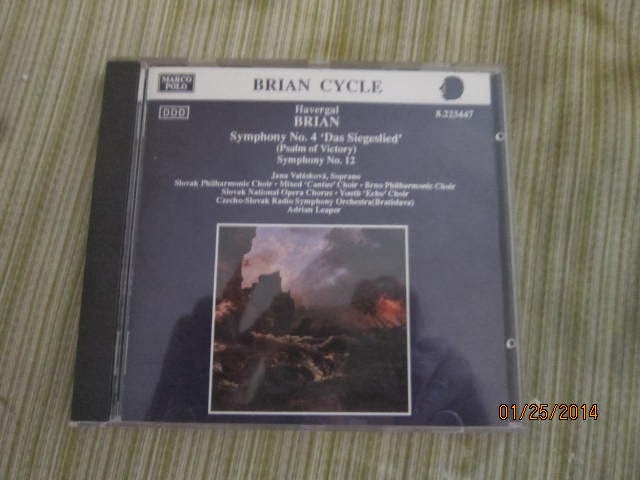 MARCO
POLO
BRIAN CYCLE
DDD
Havergal
BRIAN
8.223447
Symphony No. 4 ‘Das Siegeslied’
(Psalm of Victory)
Symphony No. 12
Jana Valásková, Soprano
Slovak Philharmonic Choir • Mixed ‘Cantus’ Choir • Brno Philharmonic Choir
Slovak National Opera Chorus • Youth ‘Echo’ Choir
Czecho-Slovak Radio Symphony Orchestra(Bratislava)
Adrian Leaper
01/25/2014